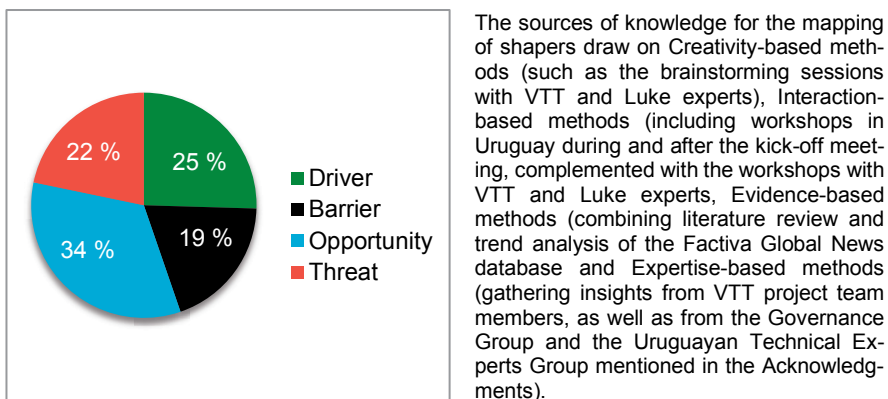 22 %
25 %
34 %
19 %
Driver
Barrier
Opportunity
Threat
The sources of knowledge for the mapping
of shapers draw on Creativity-based meth-
ods (such as the brainstorming sessions
with VTT and Luke experts), Interaction-
based methods (including workshops in
Uruguay during and after the kick-off meet-
ing, complemented with the workshops with
VTT and Luke experts, Evidence-based
methods (combining literature review and
trend analysis of the Factiva Global News
database and Expertise-based methods
(gathering insights from VTT project team
members, as well as from the Governance
Group and the Uruguayan Technical Ex-
perts Group mentioned in the Acknowledg-
ments).